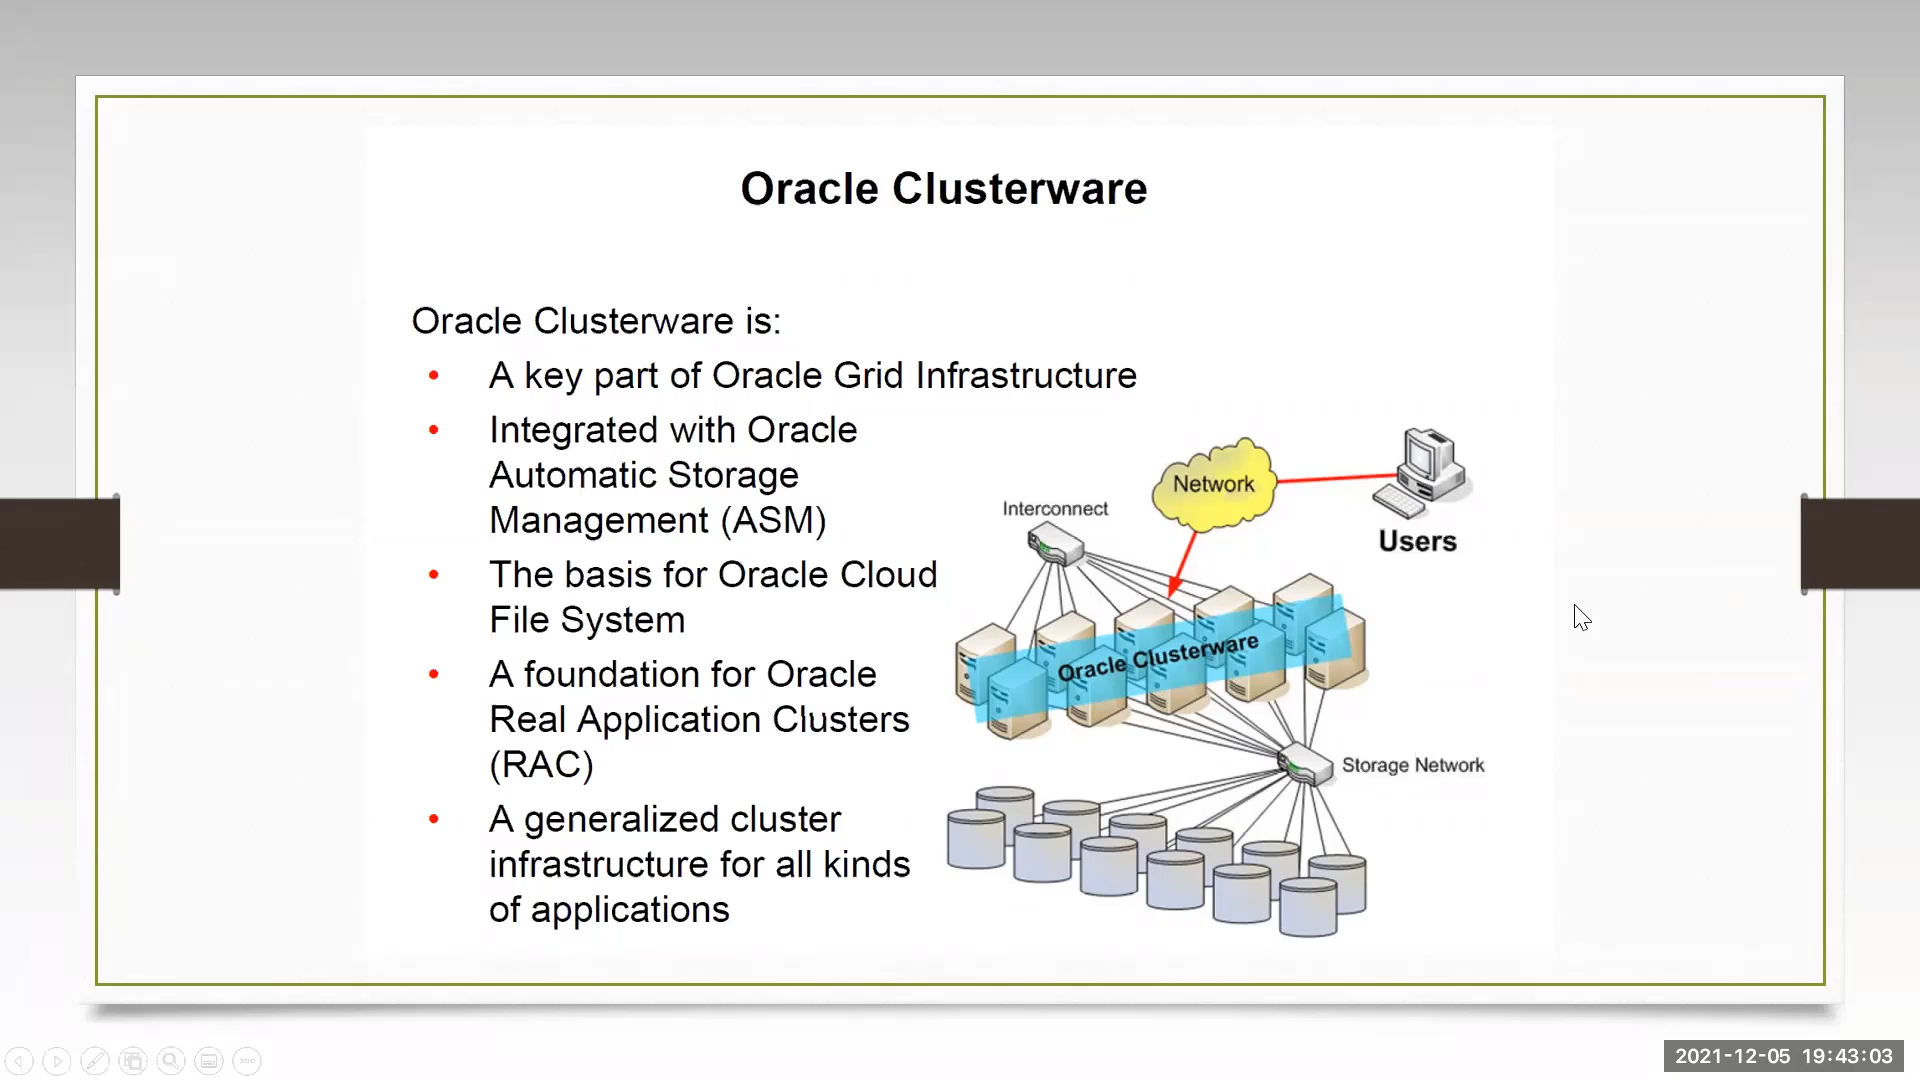 Oracle Clusterware
Oracle Clusterware is:
• A key part of Oracle Grid Infrastructure
• Integrated with Oracle
Automatic Storage
Management (ASM)
• The basis for Oracle Cloud
File System
• A foundation for Oracle
Real Application Clusters
(RAC)
• A generalized cluster
infrastructure for all kinds
of applications
Network
Interconnect
Users
Oracle Clusterware
Storage Network
2021-12-05 19:43:03